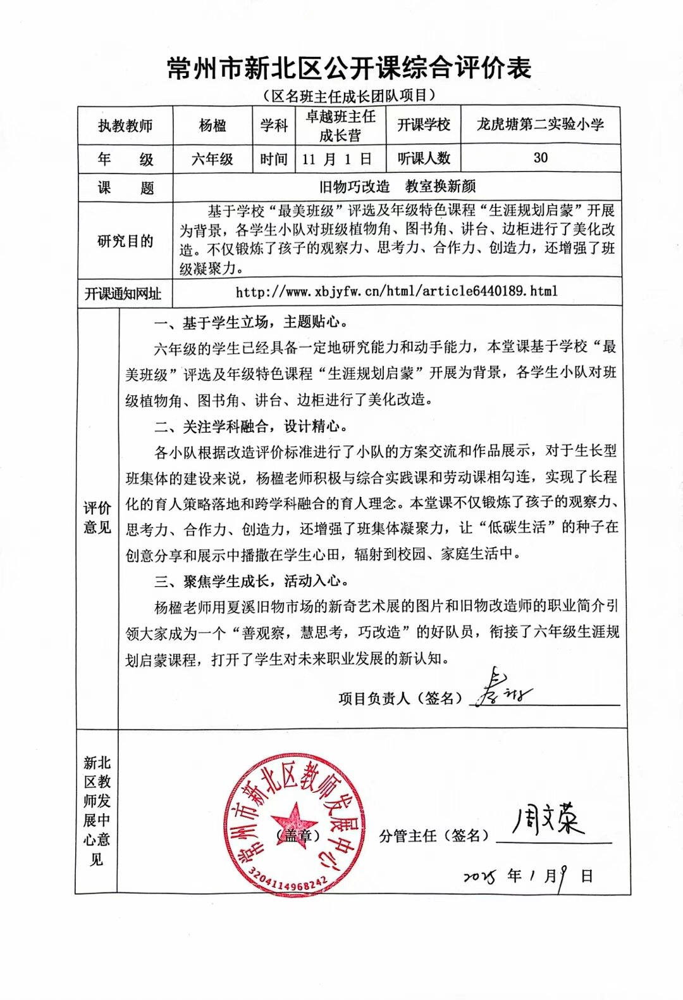 常州市新北区公开课综合评价表
（区名班主任成长团队项目）
执教教师 杨楹 学科 卓越班主任成长营 开课学校 龙虎塘第二实验小学
年 级 六年级 时间 11 月 1 日 听课人数 30
课 题 旧物巧改造 教室换新颜
研究目的
基于学校“最美班级”评选及年级特色课程“生涯规划启蒙”开展
为背景，各学生小队对班级植物角、图书角、讲台、边柜进行了美化改
造。不仅锻炼了孩子的观察力、思考力、合作力、创造力，还增强了班
级凝聚力。
开课通知网址 http://www.xbjyfw.cn/html/article6440189.html
评价
意见
一、基于学生立场，主题贴心。
六年级的学生已经具备一定地研究能力和动手能力，本堂课基于学校“最
美班级”评选及年级特色课程“生涯规划启蒙”开展为背景，各学生小队对班
级植物角、图书角、讲台、边柜进行了美化改造。
二、关注学科融合，设计精心。
各小队根据改造评价标准进行了小队的方案交流和作品展示，对于生长型
班集体的建设来说，杨楹老师积极与综合实践课和劳动课相勾连，实现了长程
化的育人策略落地和跨学科融合的育人理念。本堂课不仅锻炼了孩子的观察力、
思考力、合作力、创造力，还增强了班集体凝聚力，让“低碳生活”的种子在
创意分享和展示中播撒在学生心田，辐射到校园、家庭生活中。
三、聚焦学生成长，活动入心。
杨楹老师用夏溪旧物市场的新奇艺术展的图片和旧物改造师的职业简介引
领大家成为一个“善观察，慧思考，巧改造”的好队员，衔接了六年级生涯规
划启蒙课程，打开了学生对未来职业发展的新认知。
项目负责人（签名）
新北
区教
师发
展中
心意
见
常州市新北区教师发展中心
（盖章）
3204114968242
分管主任（签名） 周文荣
2025 年 1 月 9 日